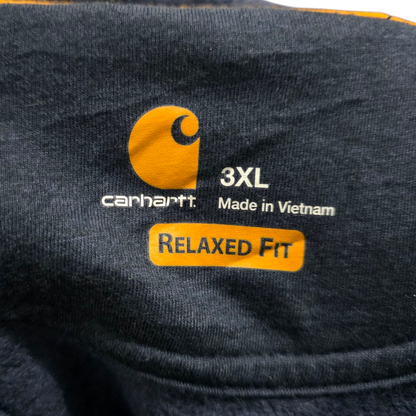 3XL
carhartt
Made in Vietnam
RELAXED FIT